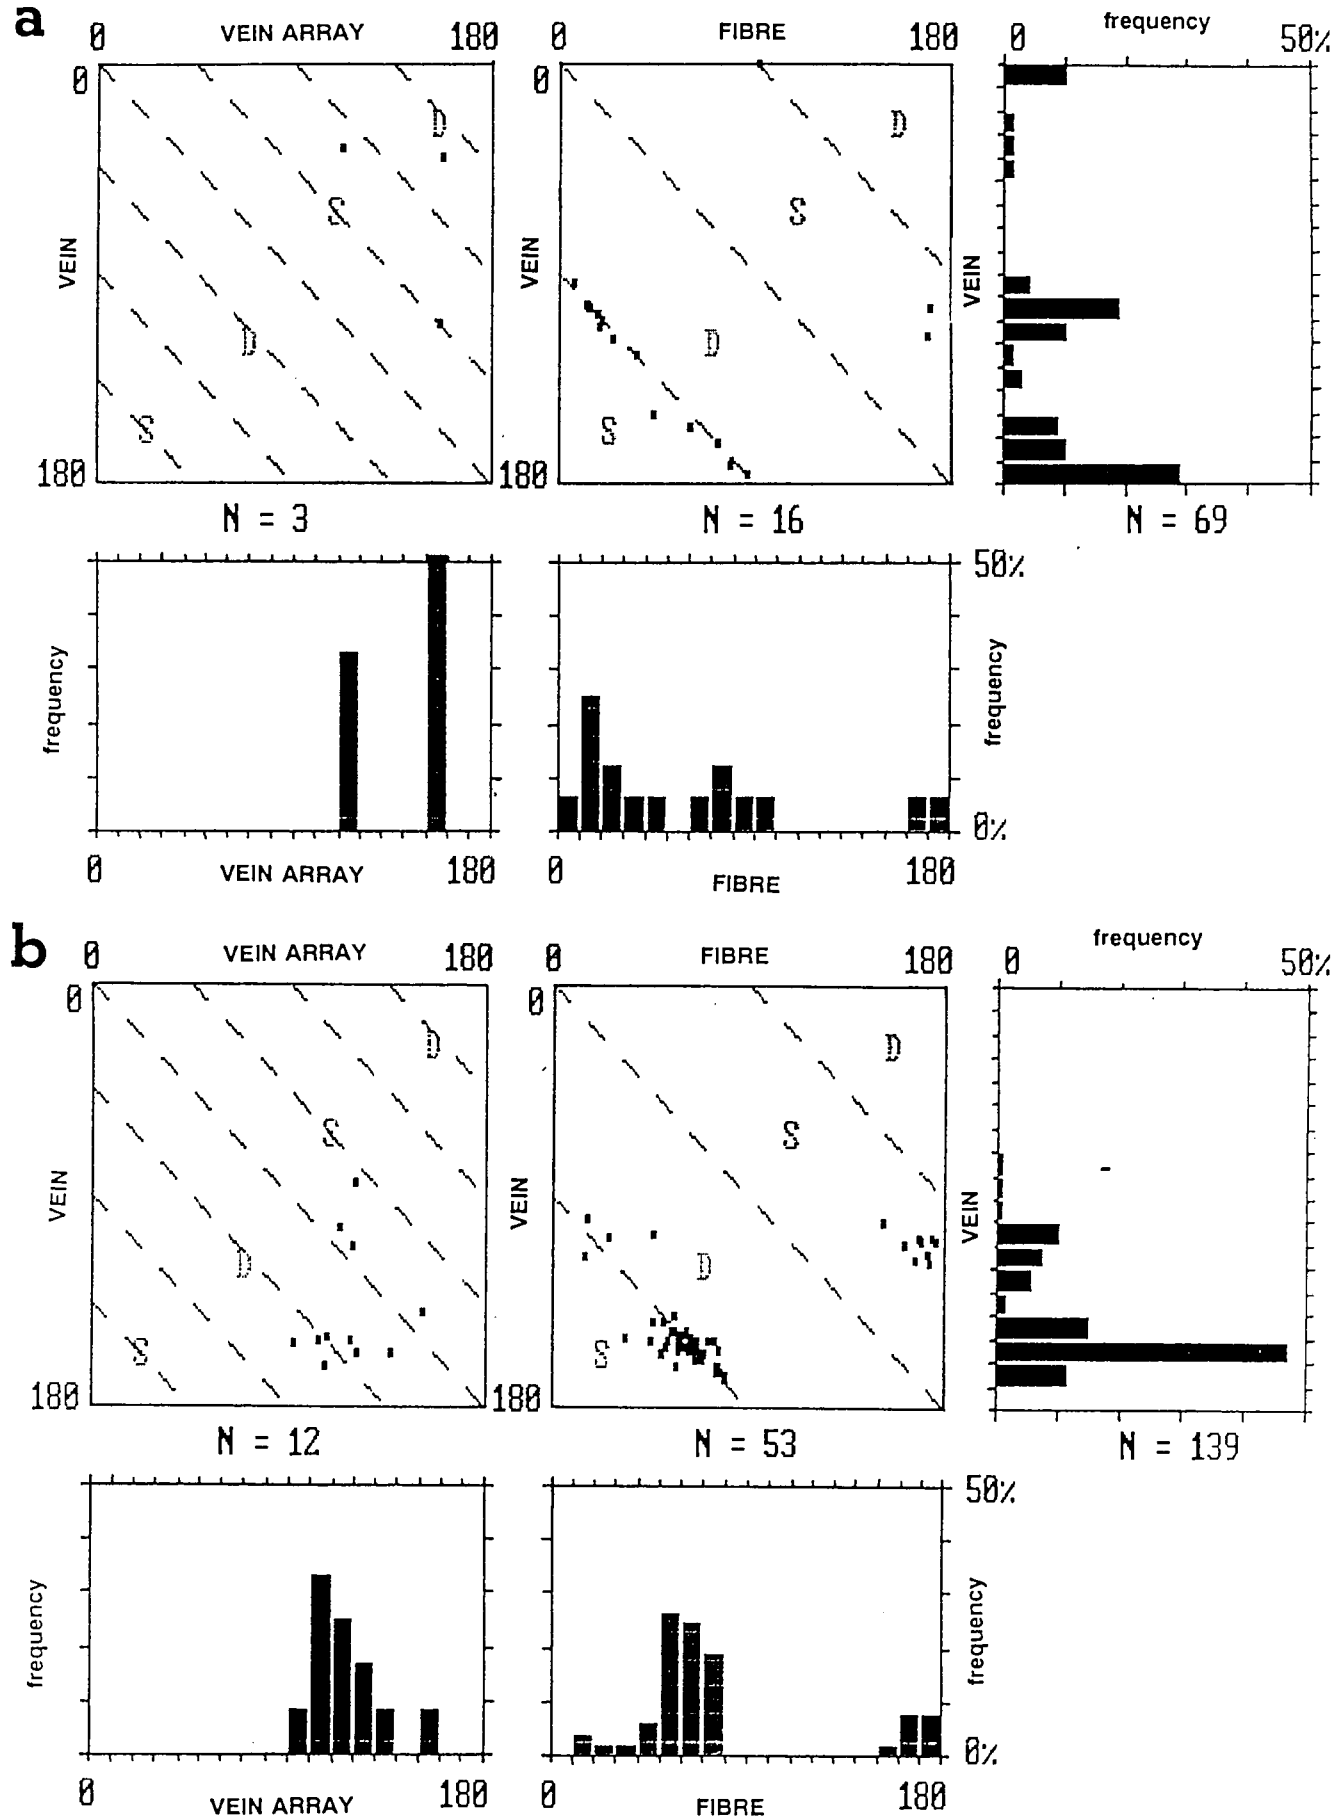 a
0 VEIN ARRAY 180 0 FIBRE 180 frequency
0 50%
0 0
D D
S S
VEIN VEIN VEIN
D D
S S
180 180
N = 3 N = 16 N = 69
50%
frequency frequency
0%
0 VEIN ARRAY 180 0 FIBRE 180
b
0 VEIN ARRAY 180 0 FIBRE 180 frequency
0 50%
0 0
D D
S S
VEIN VEIN VEIN
D D
S S
180 180
N = 12 N = 53 N = 139
50%
frequency frequency
0%
0 VEIN ARRAY 180 0 FIBRE 180